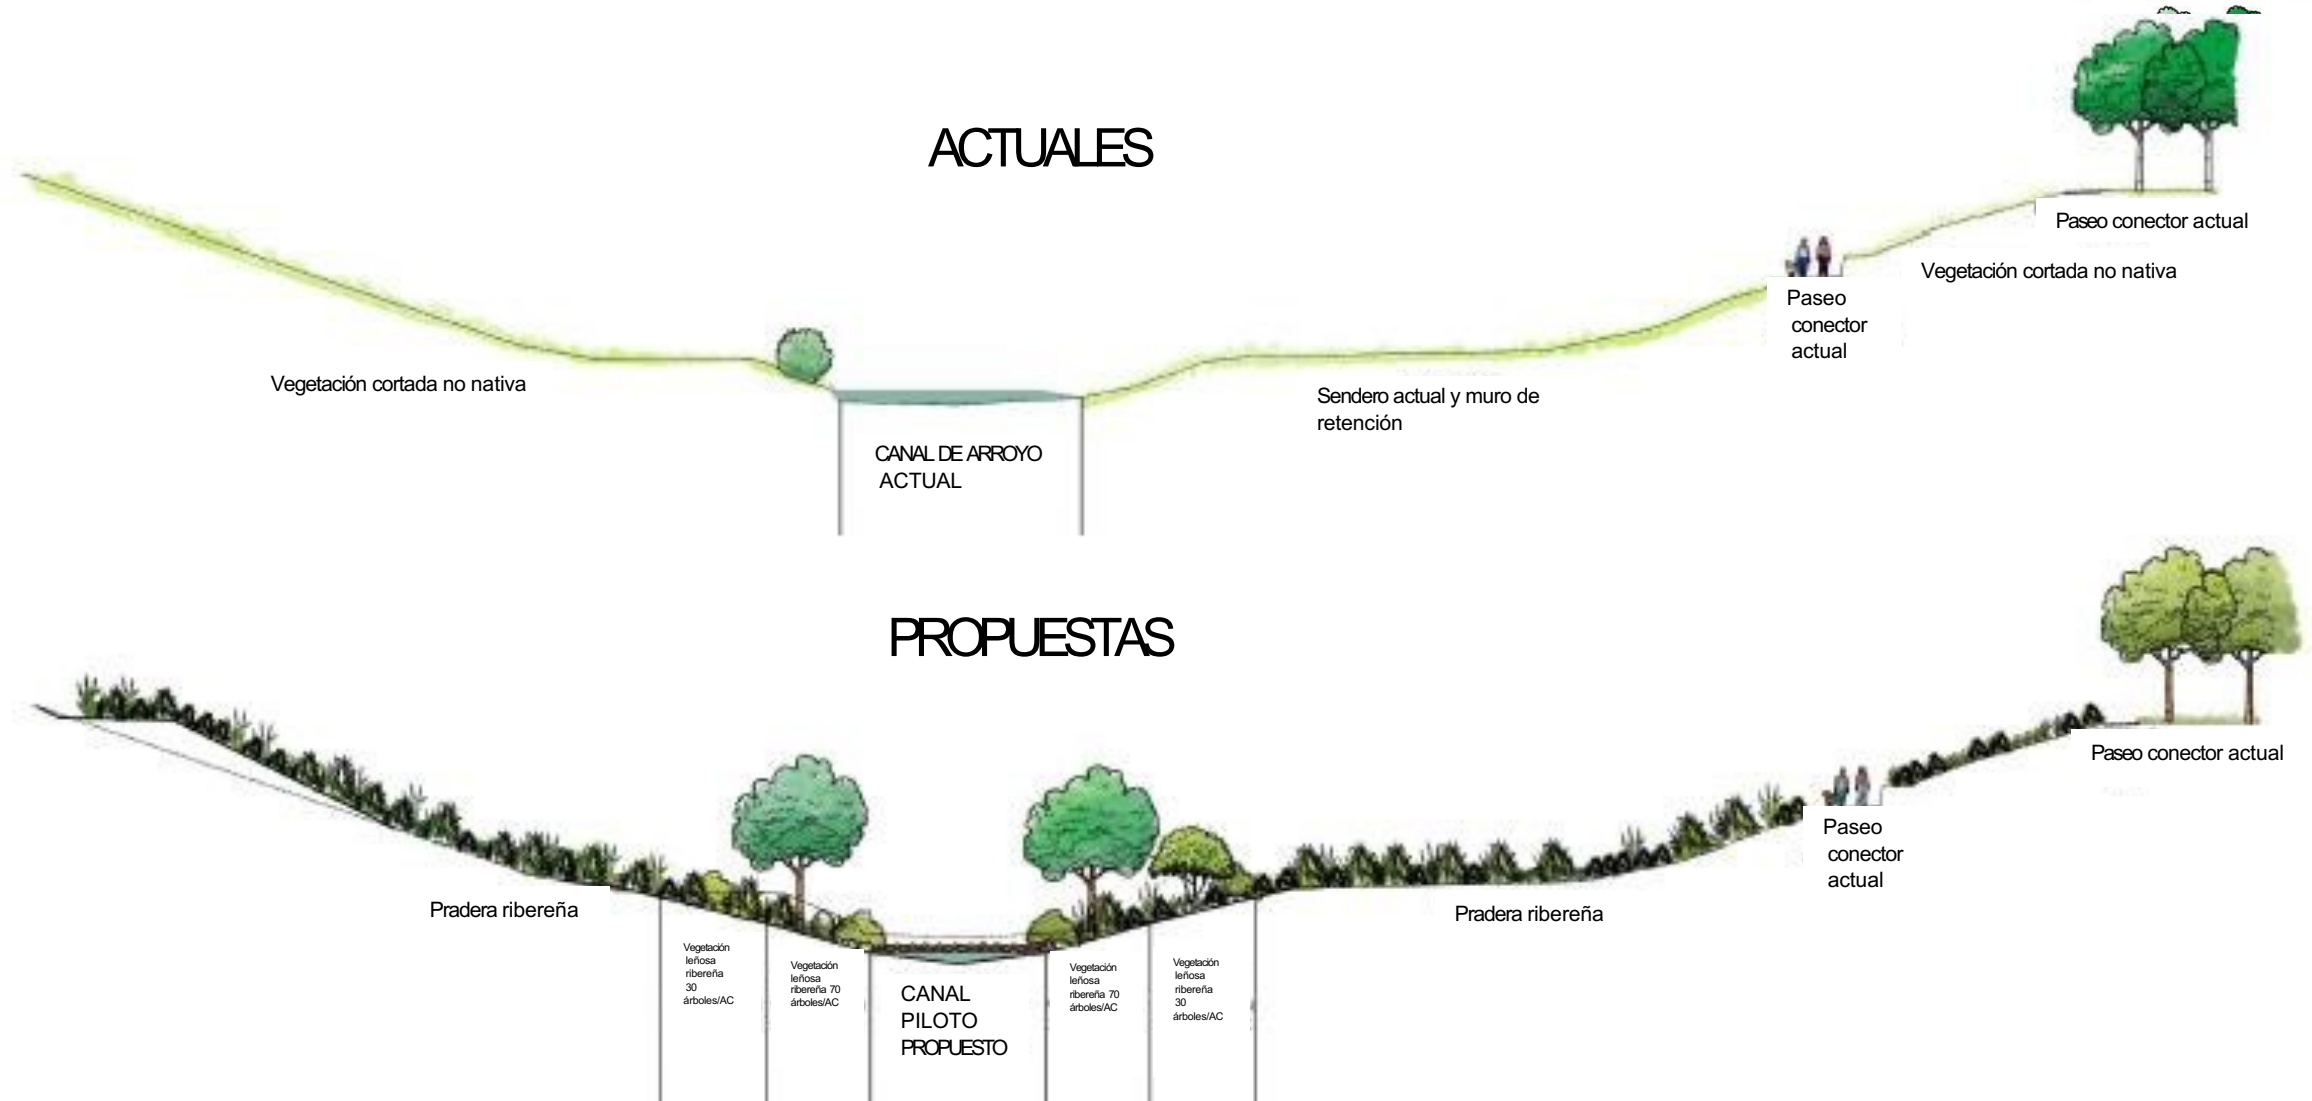 ACTUALES
Paseo conector actual
Vegetación cortada no nativa
Paseo
conector
actual
Vegetación cortada no nativa
Sendero actual y muro de
retención
CANAL DE ARROYO
ACTUAL
PROPUESTAS
Paseo conector actual
Paseo
conector
actual
Pradera ribereña
Pradera ribereña
Vegetación
leñosa
ribereña
30
árboles/AC
Vegetación
leñosa
ribereña 70
árboles/AC
CANAL
PILOTO
PROPUESTO
Vegetación
leñosa
ribereña 70
árboles/AC
Vegetación
leñosa
ribereña
30
árboles/AC